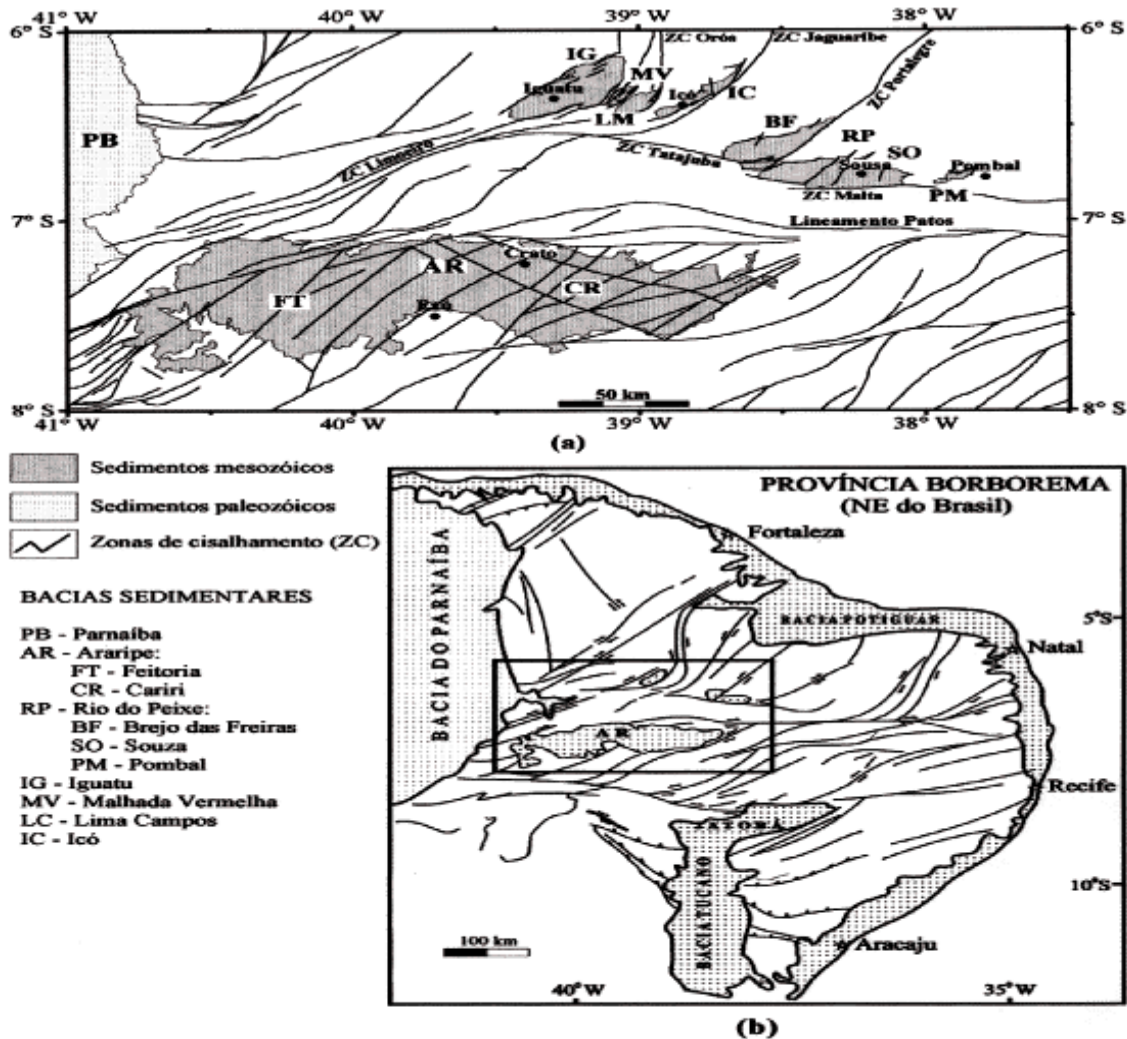 41° W 40° W 39° W 38° W
6° S 6° S
ZC Orós ZC Jaguaribe
IG
MV
Iguatu Icó IC
ZC Portalegre
LM
BF
PB
RP
SO
ZC Limoeiro
ZC Tatajuba
Sousa Pombal
ZC Malta PM
7° S 7° S
Lineamento Patos
Crato
AR
FT CR
Exú
50 km
8° S 8° S
41° W 40° W 39° W 38° W
(a)
Sedimentos mesozóicos
Sedimentos paleozóicos
Zonas de cisalhamento (ZC)
BACIAS SEDIMENTARES
PB - Parnaíba
AR - Araripe:
FT - Feitoria
CR - Cariri
RP - Rio do Peixe:
BF - Brejo das Freiras
SO - Souza
PM - Pombal
IG - Iguatu
MV - Malhada Vermelha
LC - Lima Campos
IC - Icó
PROVÍNCIA BORBOREMA
(NE do Brasil)
Fortaleza
BACIA DO PARNAÍBA
5°S
BACIA POTIGUAR
Natal
AR
Recife
JATOBÁ
BACIA TUCANO
10°S
100 km
Aracaju
40° W 35° W
(b)